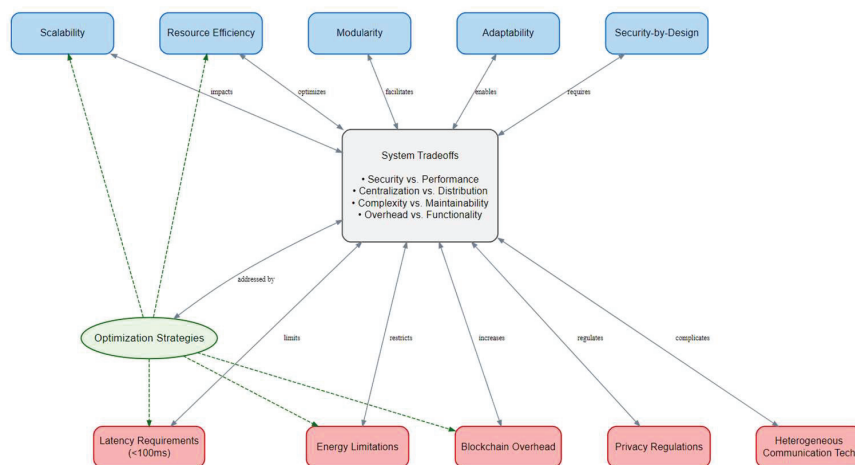 Scalability
Resource Efficiency
Modularity
Adaptability
Security-by-Design
impacts
optimizes
facilitates
enables
requires
System Tradeoffs
• Security vs. Performance
• Centralization vs. Distribution
• Complexity vs. Maintainability
• Overhead vs. Functionality
addressed by
Optimization Strategies
limits
restricts
increases
regulates
complicates
Latency Requirements
(<100ms)
Energy Limitations
Blockchain Overhead
Privacy Regulations
Heterogeneous
Communication Tech